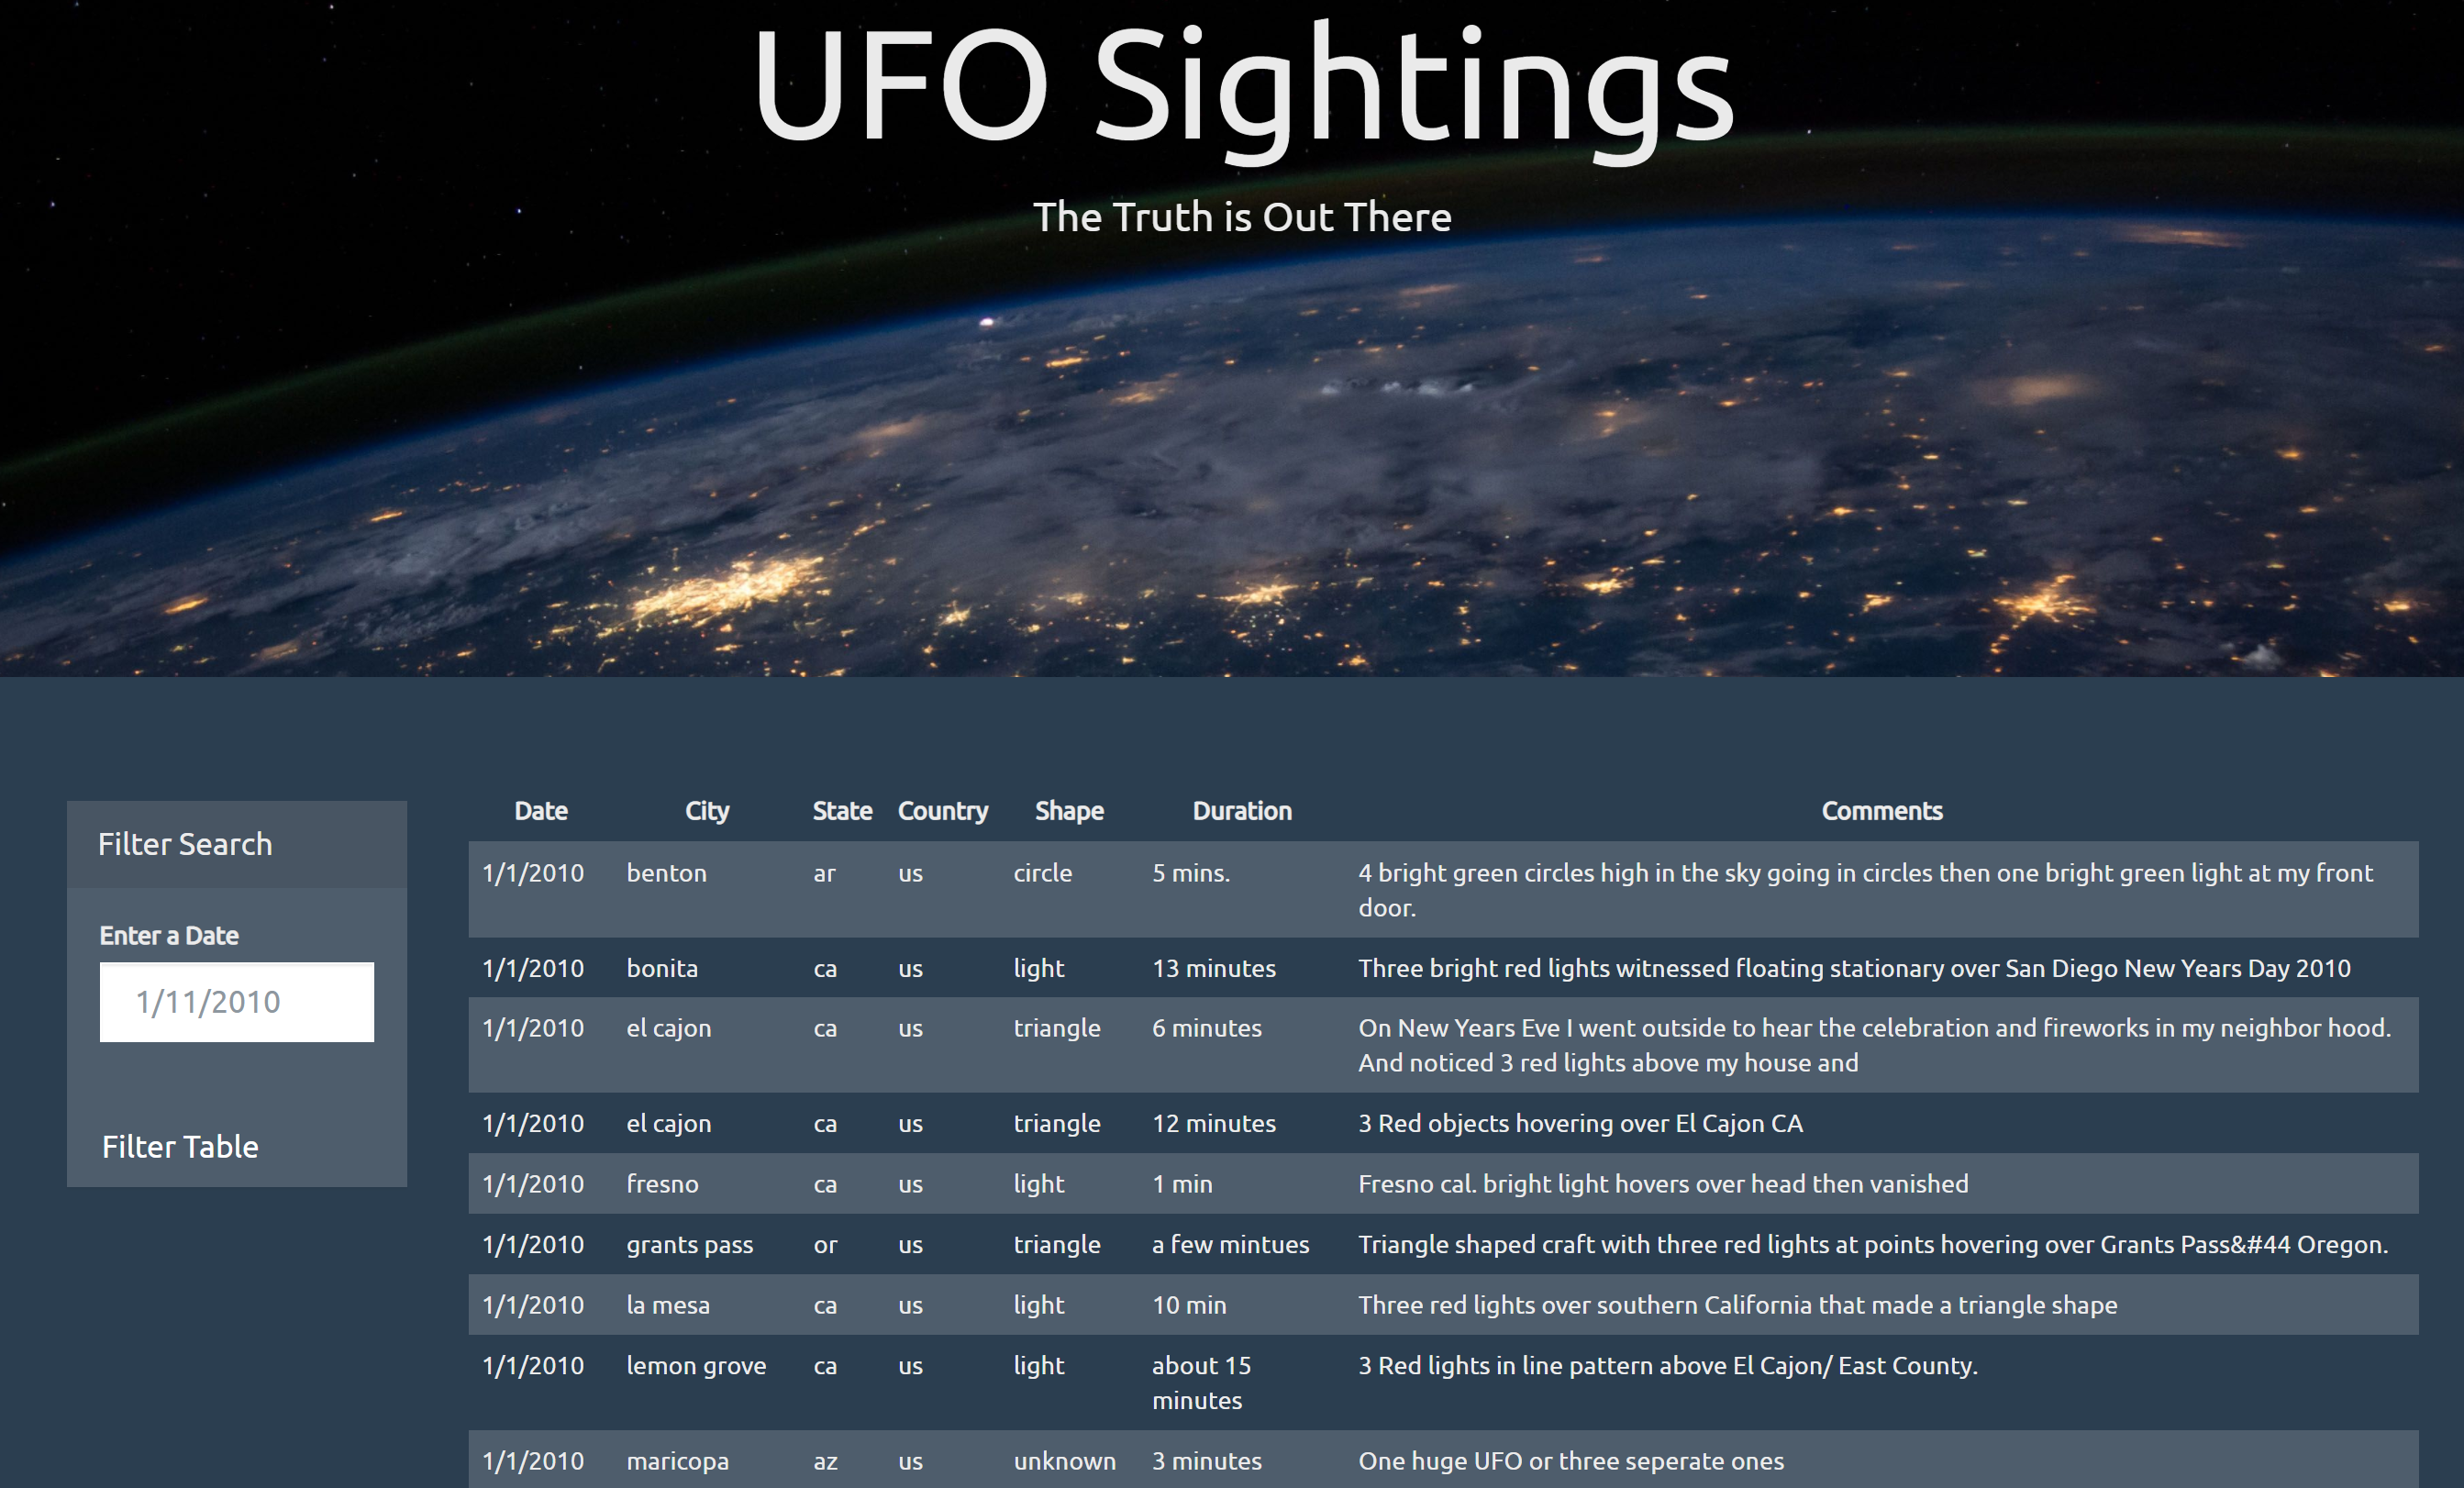 UFO Sightings
The Truth is Out There
Filter Search
Enter a Date
1/11/2010
Filter Table
Date City State Country Shape Duration Comments
1/1/2010 benton ar us circle 5 mins. 4 bright green circles high in the sky going in circles then one bright green light at my front
door.
1/1/2010 bonita ca us light 13 minutes Three bright red lights witnessed floating stationary over San Diego New Years Day 2010
1/1/2010 el cajon ca us triangle 6 minutes On New Years Eve I went outside to hear the celebration and fireworks in my neighbor hood.
And noticed 3 red lights above my house and
1/1/2010 el cajon ca us triangle 12 minutes 3 Red objects hovering over El Cajon CA
1/1/2010 fresno ca us light 1 min Fresno cal. bright light hovers over head then vanished
1/1/2010 grants pass or us triangle a few mintues Triangle shaped craft with three red lights at points hovering over Grants Pass&#44 Oregon.
1/1/2010 la mesa ca us light 10 min Three red lights over southern California that made a triangle shape
1/1/2010 lemon grove ca us light about 15 3 Red lights in line pattern above El Cajon/ East County.
minutes
1/1/2010 maricopa az us unknown 3 minutes One huge UFO or three seperate ones